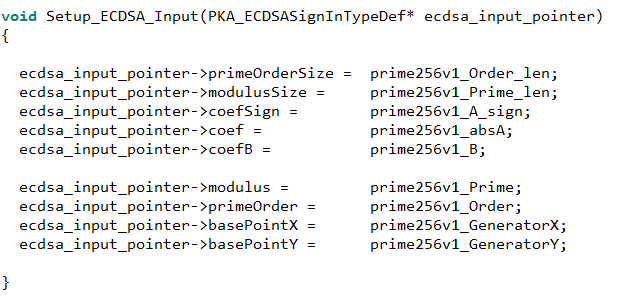 void Setup_ECDSA_Input(PKA_ECDSASignInTypeDef* ecdsa_input_pointer)
{
ecdsa_input_pointer->primeOrderSize = prime256v1_Order_len;
ecdsa_input_pointer->modulusSize = prime256v1_Prime_len;
ecdsa_input_pointer->coefSign = prime256v1_A_sign;
ecdsa_input_pointer->coef = prime256v1_absA;
ecdsa_input_pointer->coefB = prime256v1_B;
ecdsa_input_pointer->modulus = prime256v1_Prime;
ecdsa_input_pointer->primeOrder = prime256v1_Order;
ecdsa_input_pointer->basePointX = prime256v1_GeneratorX;
ecdsa_input_pointer->basePointY = prime256v1_GeneratorY;
}